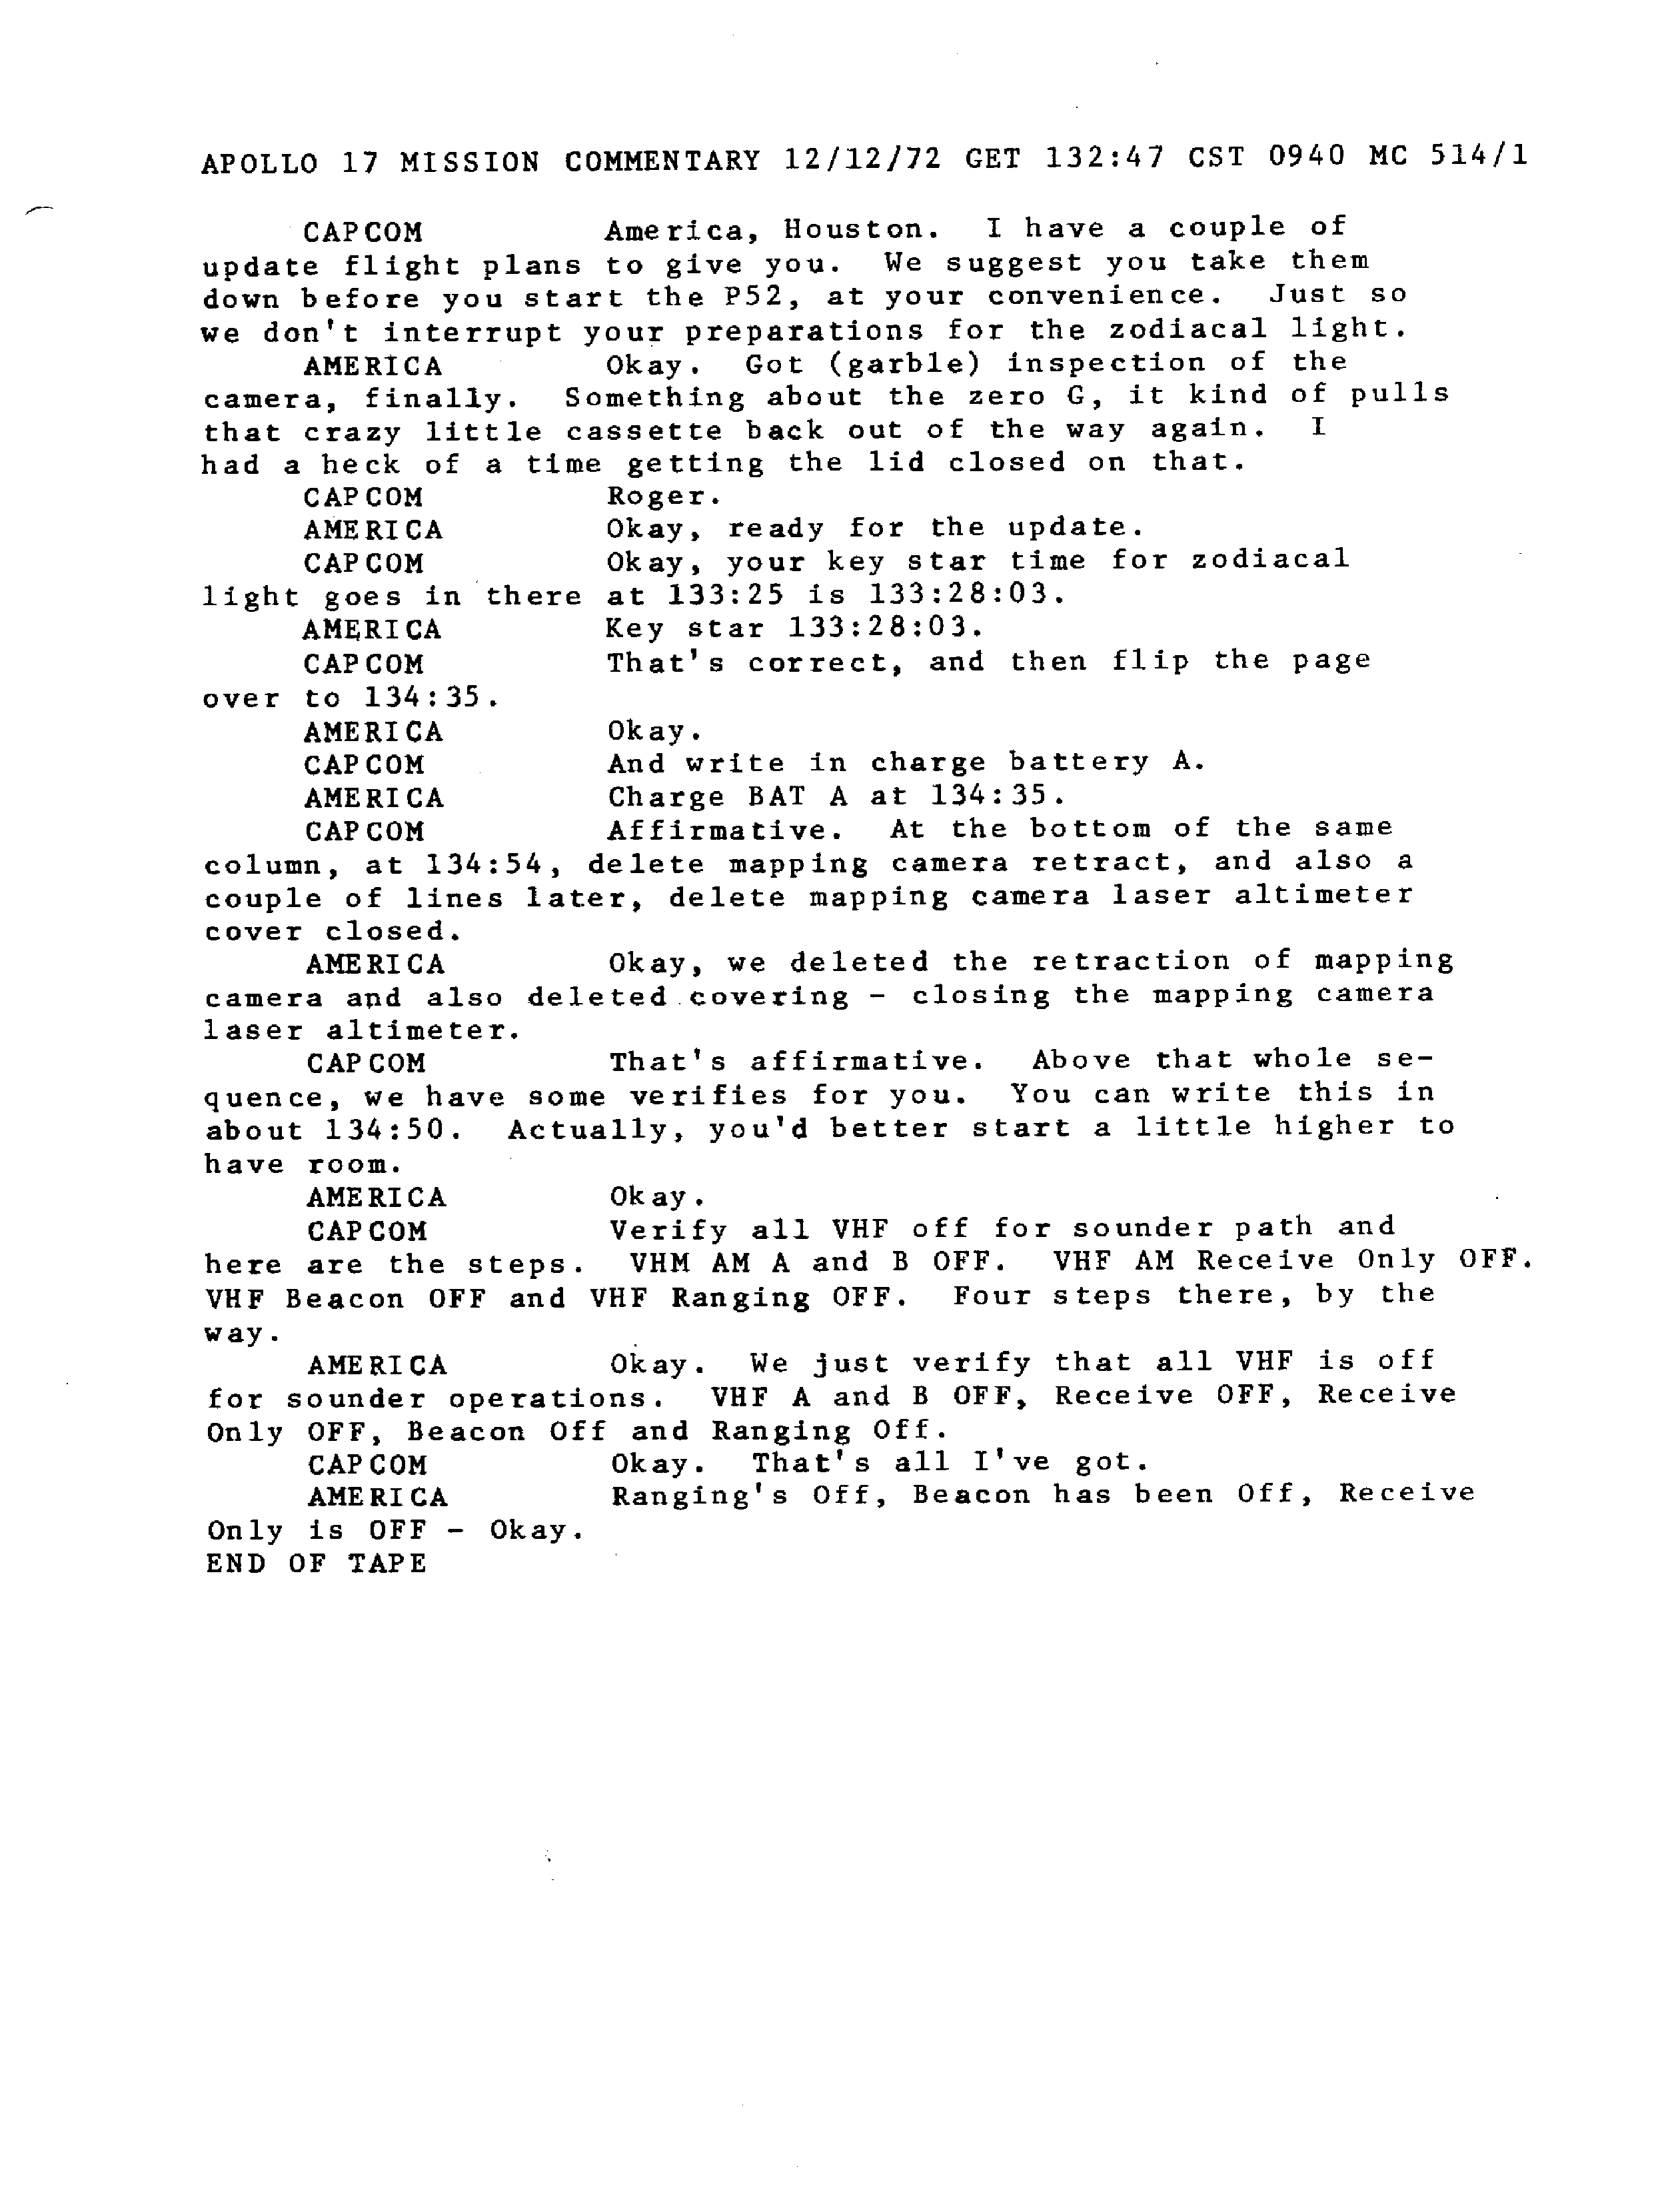 APOLLO 17 MISSION COMMENTARY 12/12/72 GET 132:47 CST 0940 MC 514/1
CAPCOM America, Houston. I have a couple of
update flight plans to give you. We suggest you take them
down before you start the P52, at your convenience. Just so
we don't interrupt your preparations for the zodiacal light.
AMERICA Okay. Got (garble) inspection of the
camera, finally. Something about the zero G, it kind of pulls
that crazy little cassette back out of the way again. I
had a heck of a time getting the lid closed on that.
CAPCOM Roger.
AMERICA Okay, ready for the update.
CAPCOM Okay, your key star time for zodiacal
light goes in there at 133:25 is 133:28:03.
AMERICA Key star 133:28:03.
CAPCOM That's correct, and then flip the page
over to 134:35.
AMERICA Okay.
CAPCOM And write in charge battery A.
AMERICA Charge BAT A at 134:35.
CAPCOM Affirmative. At the bottom of the same
column, at 134:54, delete mapping camera retract, and also a
couple of lines later, delete mapping camera laser altimeter
cover closed.
AMERICA Okay, we deleted the retraction of mapping
camera and also deleted covering - closing the mapping camera
laser altimeter.
CAPCOM That's affirmative. Above that whole se-
quence, we have some verifies for you. You can write this in
about 134:50. Actually, you'd better start a little higher to
have room.
AMERICA Okay.
CAPCOM Verify all VHF off for sounder path and
here are the steps. VHM AM A and B OFF. VHF AM Receive Only OFF.
VHF Beacon OFF and VHF Ranging OFF. Four steps there, by the
way.
AMERICA Okay. We just verify that all VHF is off
for sounder operations. VHF A and B OFF, Receive OFF, Receive
Only OFF, Beacon Off and Ranging Off.
CAPCOM Okay. That's all I've got.
AMERICA Ranging's Off, Beacon has been Off, Receive
Only is OFF - Okay.
END OF TAPE